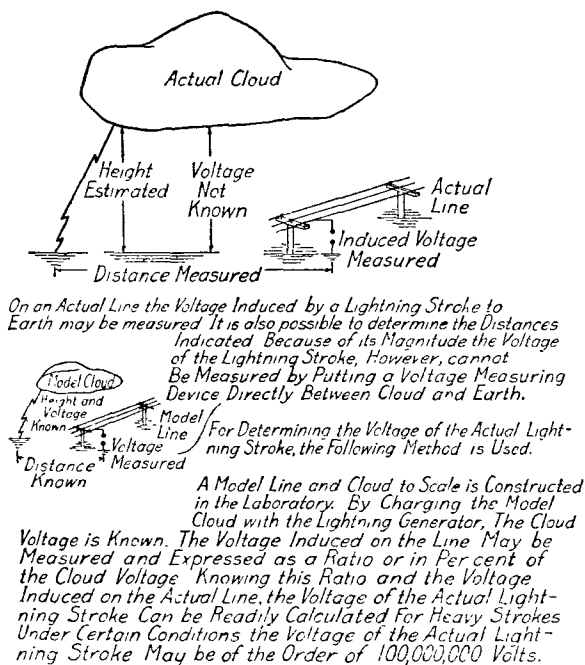 Actual Cloud
Height
Estimated
Voltage
Not
Known
Actual
Line
Induced Voltage
Measured
Distance Measured
On an Actual Line the Voltage Induced by a Lightning Stroke to
Earth may be measured It is also possible to determine the Distances
Indicated Because of its Magnitude the Voltage
of the Lightning Stroke, However, cannot
Be Measured by Putting a Voltage Measuring
Device Directly Between Cloud and Earth.
Model Cloud
Height and
Voltage
Known
Model
Line
Voltage
Measured
Distance
Known
For Determining the Voltage of the Actual Light-
ning Stroke, the Following Method is Used.
A Model Line and Cloud to Scale is Constructed
in the Laboratory. By Charging the Model
Cloud with the Lightning Generator, The Cloud
Voltage is Known. The Voltage Induced on the Line May be
Measured and Expressed as a Ratio or in Per cent of
the Cloud Voltage Knowing this Ratio and the Voltage
Induced on the Actual Line, the Voltage of the Actual Light-
ning Stroke Can be Readily Calculated For Heavy Strokes
Under Certain Conditions the Voltage of the Actual Light-
ning Stroke May be of the Order of 100,000,000 Volts.